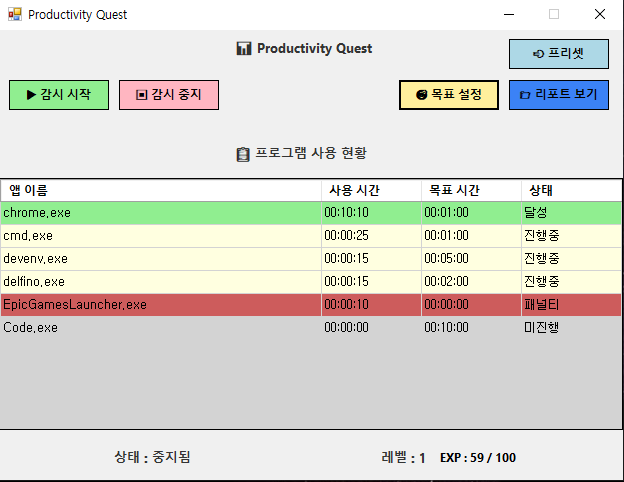 Productivity Quest
Productivity Quest
프리셋
감시 시작 감시 중지 목표 설정 리포트 보기
프로그램 사용 현황
앱 이름 사용 시간 목표 시간 상태
chrome.exe 00:10:10 00:01:00 달성
cmd.exe 00:00:25 00:01:00 진행중
devenv.exe 00:00:15 00:05:00 진행중
delfino.exe 00:00:15 00:02:00 진행중
EpicGamesLauncher.exe 00:00:10 00:00:00 패널티
Code.exe 00:00:00 00:10:00 미진행
상태 : 중지됨 레벨 : 1 EXP : 59 / 100